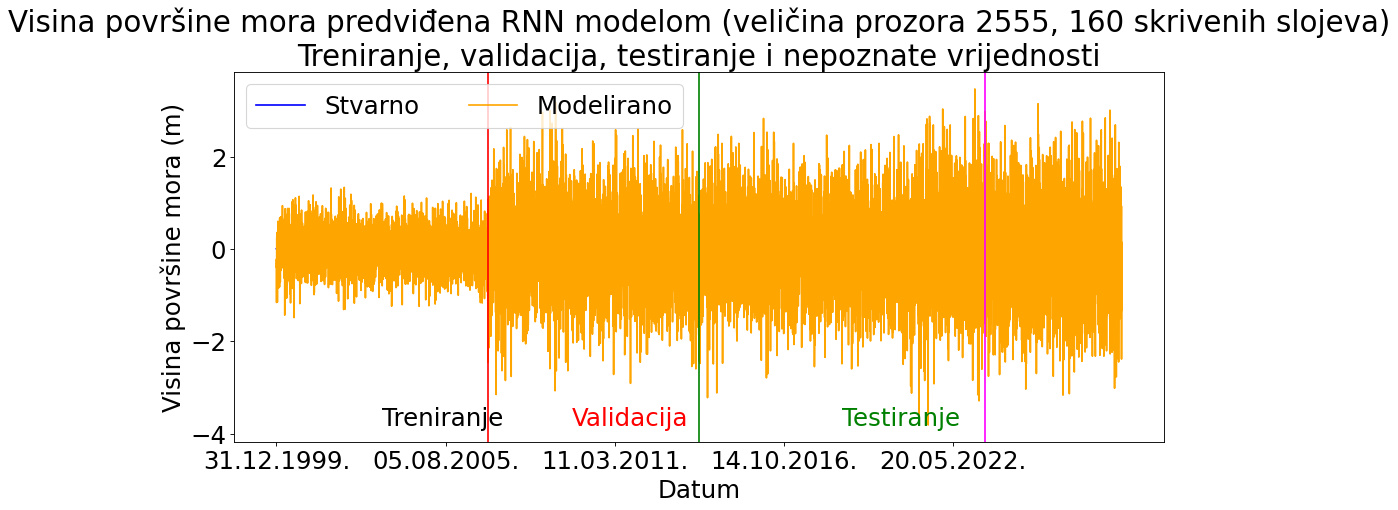 Visina površine mora predviđena RNN modelom (veličina prozora 2555, 160 skrivenih slojeva)
Treniranje, validacija, testiranje i nepoznate vrijednosti
Stvarno Modelirano
Visina površine mora (m)
2
0
−2
−4
Treniranje Validacija Testiranje
31.12.1999. 05.08.2005. 11.03.2011. 14.10.2016. 20.05.2022.
Datum